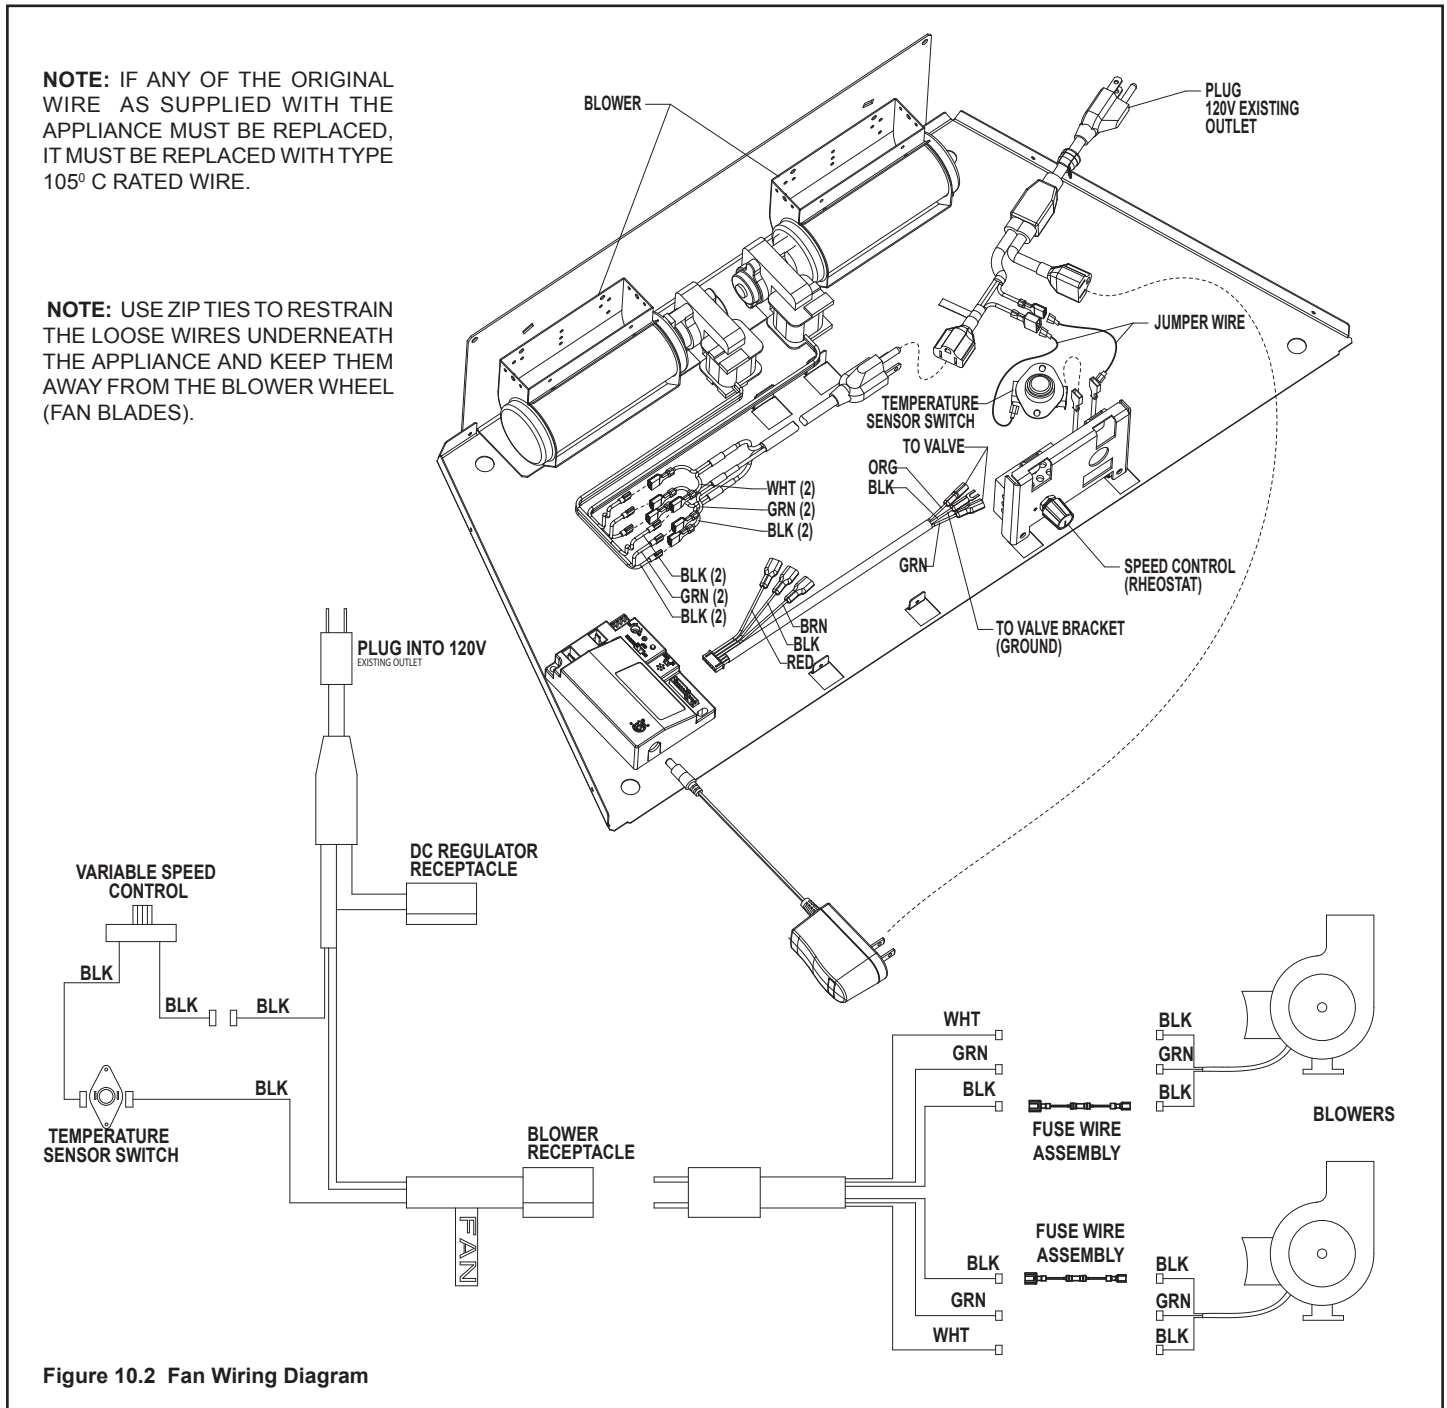 NOTE: IF ANY OF THE ORIGINAL
WIRE AS SUPPLIED WITH THE
APPLIANCE MUST BE REPLACED,
IT MUST BE REPLACED WITH TYPE
105⁰ C RATED WIRE.
NOTE: USE ZIP TIES TO RESTRAIN
THE LOOSE WIRES UNDERNEATH
THE APPLIANCE AND KEEP THEM
AWAY FROM THE BLOWER WHEEL
(FAN BLADES).
BLOWER
PLUG
120V EXISTING
OUTLET
JUMPER WIRE
TEMPERATURE
SENSOR SWITCH
TO VALVE
ORG
BLK
WHT (2)
GRN (2)
BLK (2)
BLK (2)
GRN (2)
BLK (2)
GRN
SPEED CONTROL
(RHEOSTAT)
BRN
BLK
RED
TO VALVE BRACKET
(GROUND)
PLUG INTO 120V
EXISTING OUTLET
DC REGULATOR
RECEPTACLE
VARIABLE SPEED
CONTROL
BLK
BLK
BLK
BLK
TEMPERATURE
SENSOR SWITCH
BLOWER
RECEPTACLE
FAN
WHT
GRN
BLK
FUSE WIRE
ASSEMBLY
BLK
GRN
BLK
BLOWERS
FUSE WIRE
ASSEMBLY
BLK
GRN
WHT
BLK
GRN
BLK
Figure 10.2 Fan Wiring Diagram